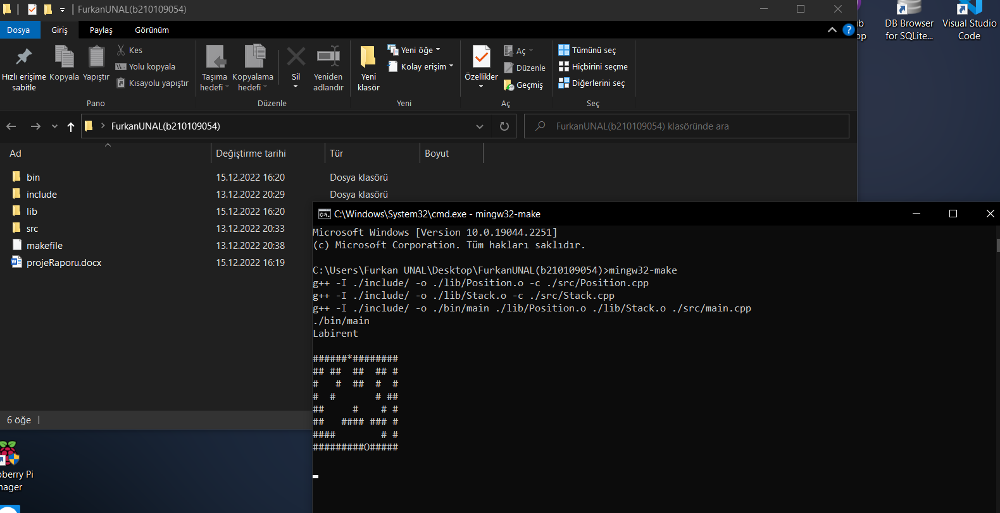 FurkanUNAL(b210109054)
Dosya Giriş Paylaş Görünüm
Hızlı erişime sabitle
Kopyala
Yapıştır
Kes
Yolu kopyala
Kısayolu yapıştır
Pano
Taşıma hedefi
Kopyalama hedefi
Sil
Yeniden adlandır
Düzenle
Yeni klasör
Yeni öğe
Kolay erişim
Yeni
Özellikler
Aç
Düzenle
Geçmiş
Aç
Tümünü seç
Hiçbirini seçme
Diğerlerini seç
Seç
FurkanUNAL(b210109054)
FurkanUNAL(b210109054) klasöründe ara
Ad Değiştirme tarihi Tür Boyut
bin 15.12.2022 16:20 Dosya klasörü
include 13.12.2022 20:29 Dosya klasörü
lib 15.12.2022 16:20
src 13.12.2022 20:33
makefile 13.12.2022 20:38
projeRaporu.docx 15.12.2022 16:19
6 öğe
DB Browser
for SQLite...
Visual Studio
Code
C:\Windows\System32\cmd.exe - mingw32-make
Microsoft Windows [Version 10.0.19044.2251]
(c) Microsoft Corporation. Tüm hakları saklıdır.
C:\Users\Furkan UNAL\Desktop\FurkanUNAL(b210109054)>mingw32-make
g++ -I ./include/ -o ./lib/Position.o -c ./src/Position.cpp
g++ -I ./include/ -o ./lib/Stack.o -c ./src/Stack.cpp
g++ -I ./include/ -o ./bin/main ./lib/Position.o ./lib/Stack.o ./src/main.cpp
./bin/main
Labirent
######*########
## ##  ##  ## #
#   #  ##  #  #
#  #       # ##
##     #    # #
##   #### ### #
####        # #
#########O#####
berry Pi
nager